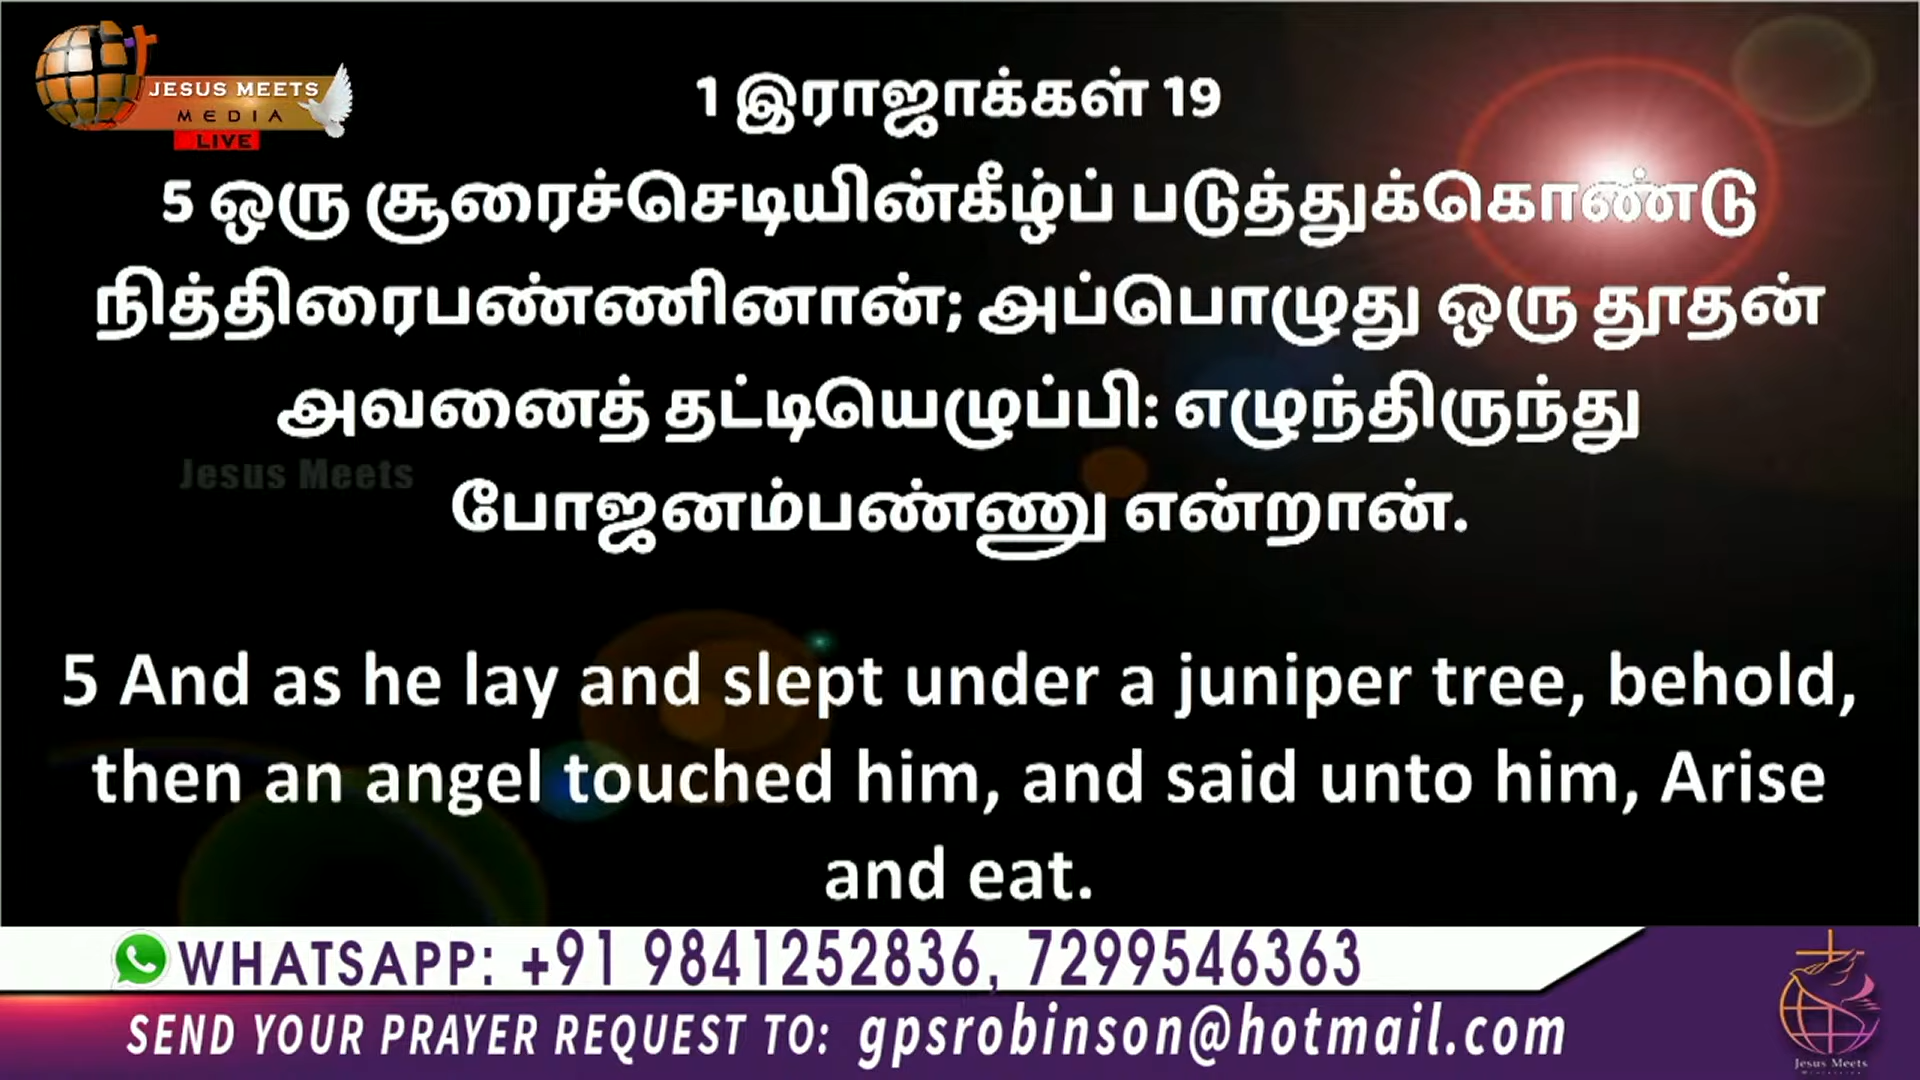 JESUS MEETS
MEDIA
LIVE
1 இராஜாக்கள் 19
5 ஒரு சூரைச்செடியின்கீழ்ப் படுத்துக்கொண்டு
நித்திரைபண்ணினான்; அப்பொழுது ஒரு தூதன்
அவனைத் தட்டியெழுப்பி: எழுந்திருந்து
Jesus Meets
போஜனம்பண்ணு என்றான்.
5 And as he lay and slept under a juniper tree, behold,
then an angel touched him, and said unto him, Arise
and eat.
WHATSAPP: +91 9841252836, 7299546363
SEND YOUR PRAYER REQUEST TO: gpsrobinson@hotmail.com
Jesus Meets